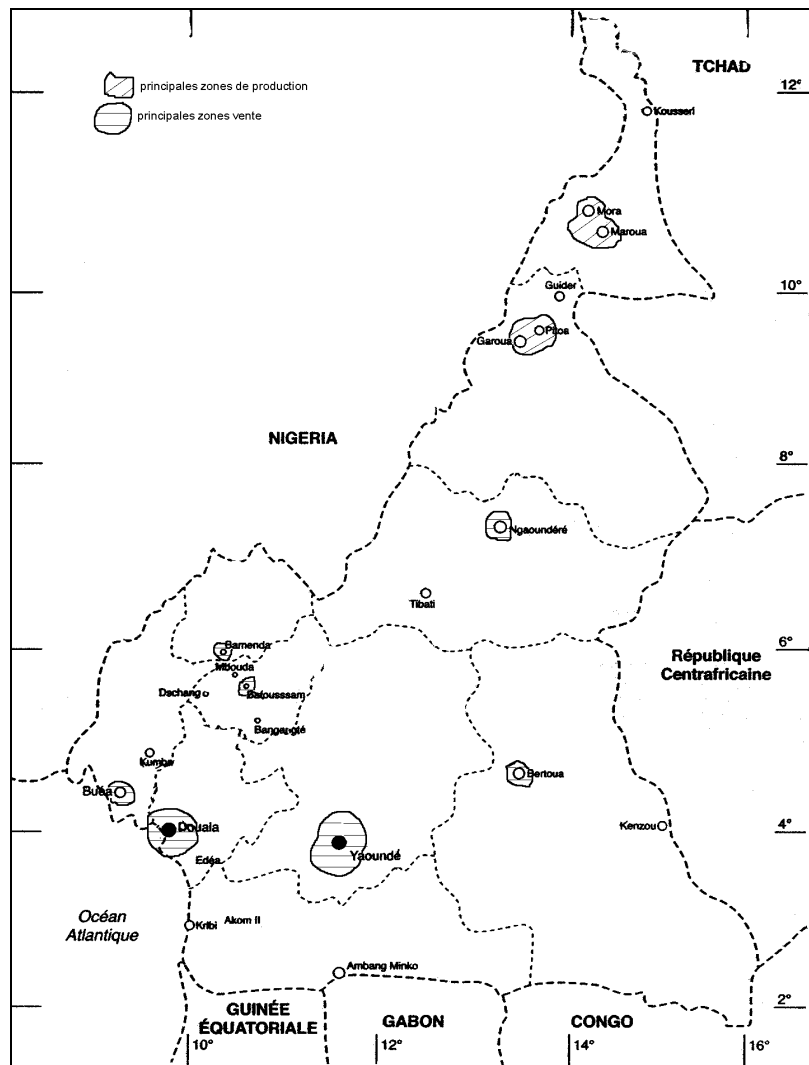 TCHAD
principales zones de production
12°
Kousseri
principales zones vente
Mora
Maroua
10°
Guider
Pitoa
Garoua
NIGERIA
8°
Ngaoundéré
Tibati
6°
Bamenda
Mbouda
République
Centrafricaine
Dschang
Bafousssam
Bangangté
Kumba
Bertoua
Buéa
Douala
4°
Kenzou
Yaoundé
Edéa
Océan
Atlantique
Kribi
Akom II
Ambang Minko
2°
GUINÉE
ÉQUATORIALE
GABON
CONGO
10°
12°
14°
16°